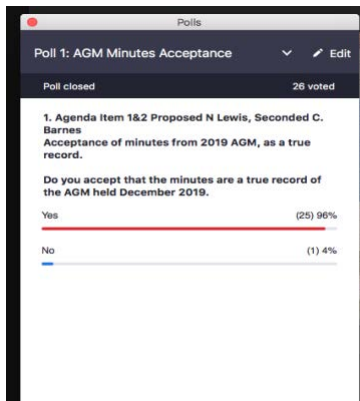 Polls
Poll 1: AGM Minutes Acceptance Edit
Poll closed 26 voted
1. Agenda Item 1&2 Proposed N Lewis, Seconded C.
Barnes
Acceptance of minutes from 2019 AGM, as a true
record.
Do you accept that the minutes are a true record of
the AGM held December 2019.
Yes (25) 96%
No (1) 4%